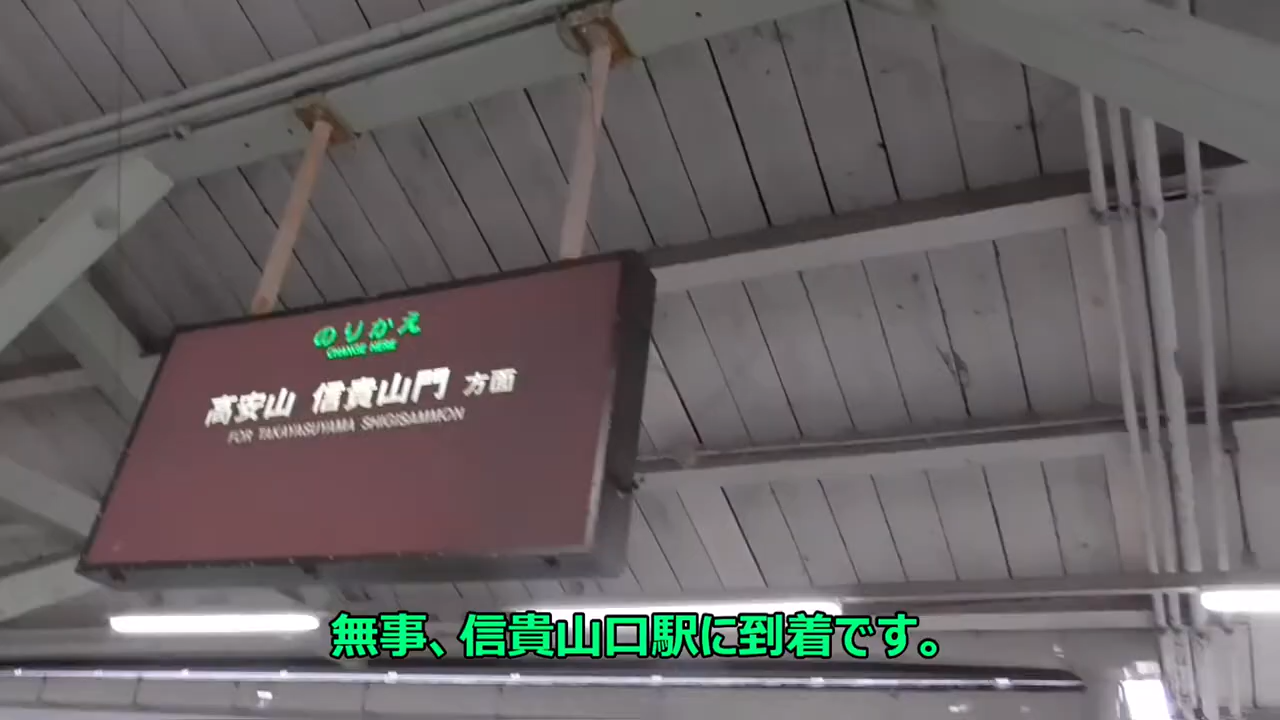 のりかえ
CHANGE HERE
高安山 信貴山門 方面
FOR TAKAYASUYAMA SHIGISAMMON
無事、信貴山口駅に到着です。